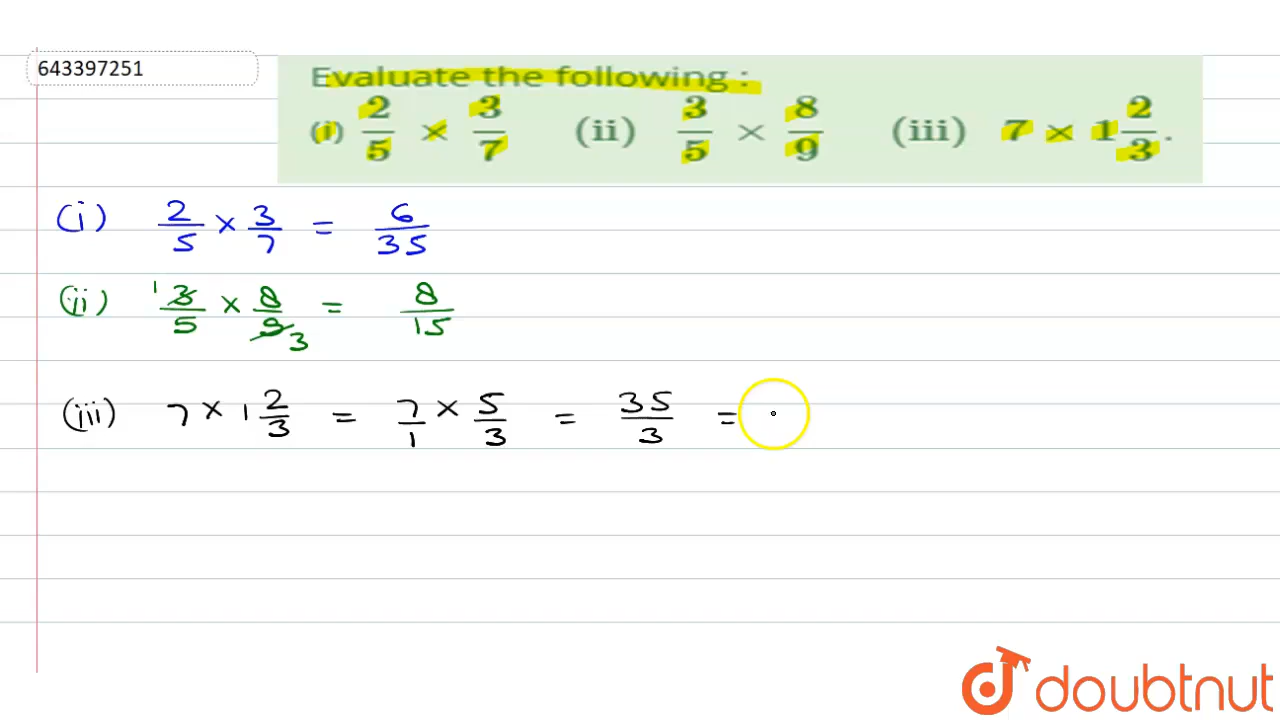 643397251
Evaluate the following :
(i) 2/5 × 3/7 (ii) 3/5 × 8/9 (iii) 7 × 1 2/3.
(i) 2/5 × 3/7 = 6/35
(ii) 1 3/5 × 8/9 3 = 8/15
(iii) 7 × 1 2/3 = 7/1 × 5/3 = 35/3 =
doubtnut